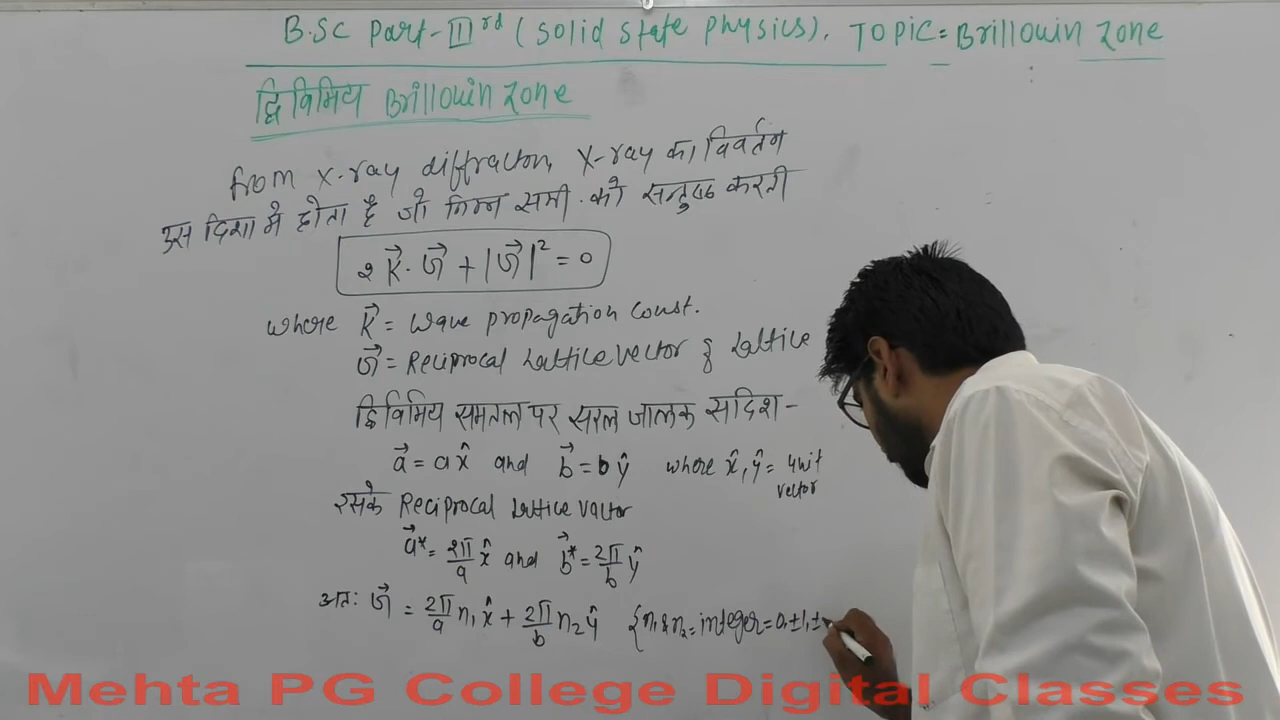 B.SC Part-III rd (Solid State Physics), TOPIC = Brillouin Zone
द्वि विमिय Brillouin Zone
from X-ray diffraction, X-ray का विवर्तन
उस दिशा मे होता है जो निम्न समी. को सन्तुष्ट करती
2 K⃗ . G⃗ + |G⃗|² = 0
where K⃗ = wave propagation const.
G⃗ = Reciprocal Lattice vector of Lattice
द्वि विमिय समतल पर सरल जालक सदिश -
a⃗ = a x̂ and b⃗ = b ŷ where x̂, ŷ = unit vector
इसके Reciprocal Lattice vector
a⃗* = 2π/a x̂ and b⃗* = 2π/b ŷ
अतः G⃗ = 2π/a n₁ x̂ + 2π/b n₂ ŷ {n₁ & n₂ = integer = 0, ±1, ±
Mehta PG College Digital Classes